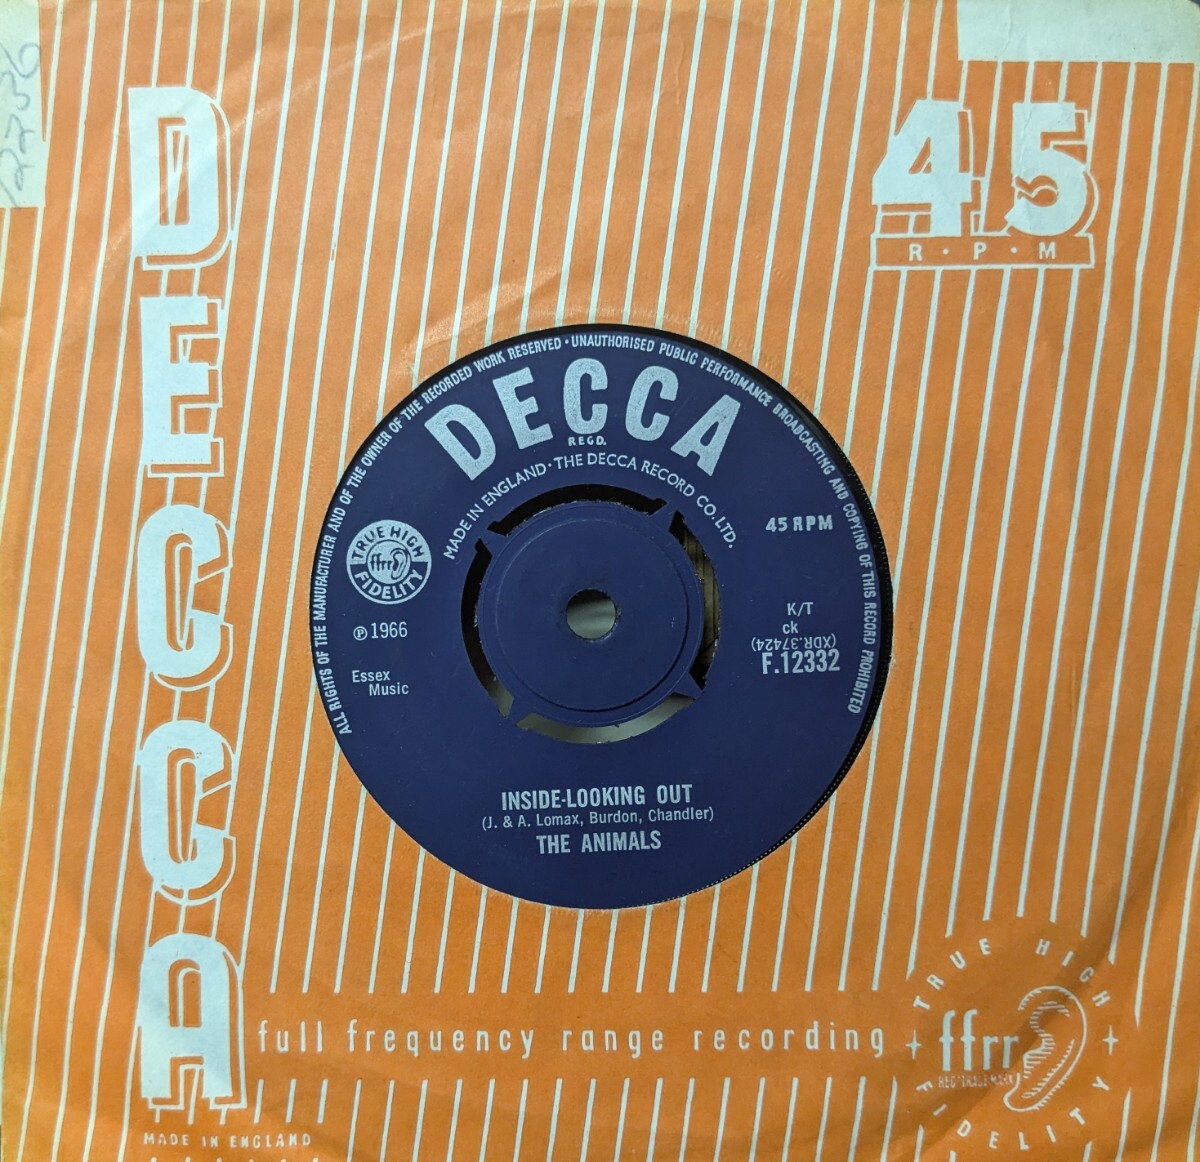 DECCA
45
R·P·M
ALL RIGHTS OF THE MANUFACTURER AND OF THE OWNER OF THE RECORDED WORK RESERVED · UNAUTHORISED PUBLIC PERFORMANCE BROADCASTING AND COPYING OF THIS RECORD PROHIBITED
DECCA
REGD.
MADE IN ENGLAND · THE DECCA RECORD CO. LTD.
TRUE HIGH
ffrr
FIDELITY
45 RPM
℗ 1966
K/T
ck
(XDR.37424)
F.12332
Essex
Music
INSIDE-LOOKING OUT
(J. & A. Lomax, Burdon, Chandler)
THE ANIMALS
full frequency range recording
TRUE HIGH
ffrr
REG^D TRADE MARK
FIDELITY
MADE IN ENGLAND